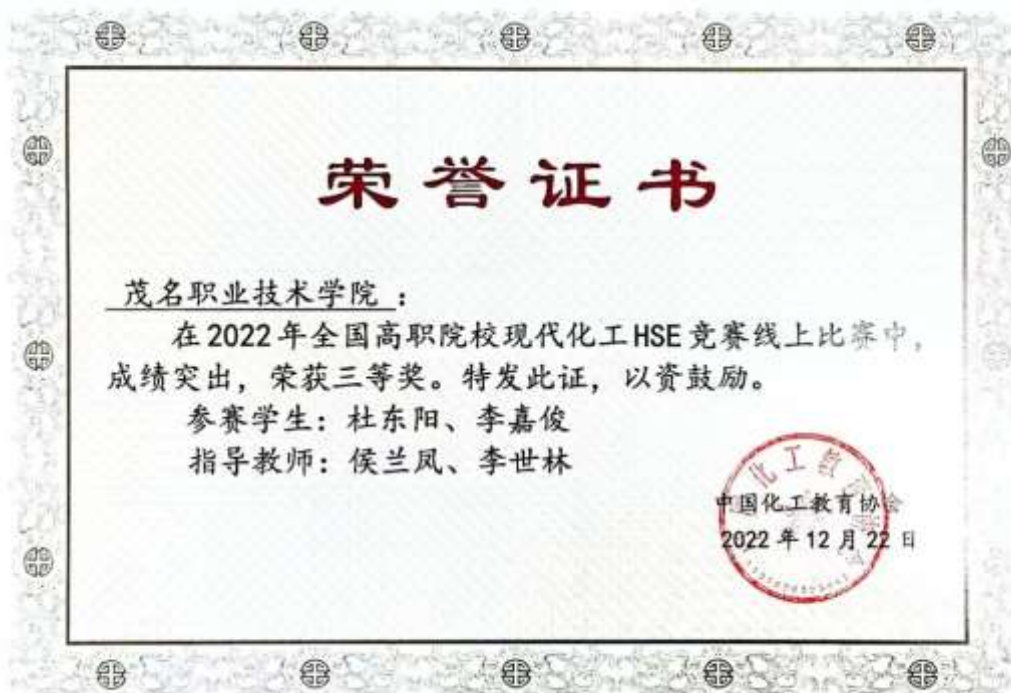 荣誉证书
茂名职业技术学院：
在2022年全国高职院校现代化工HSE竞赛线上比赛中，
成绩突出，荣获三等奖。特发此证，以资鼓励。
参赛学生：杜东阳、李嘉俊
指导教师：侯兰凤、李世林
中国化工教育协会
2022年12月22日